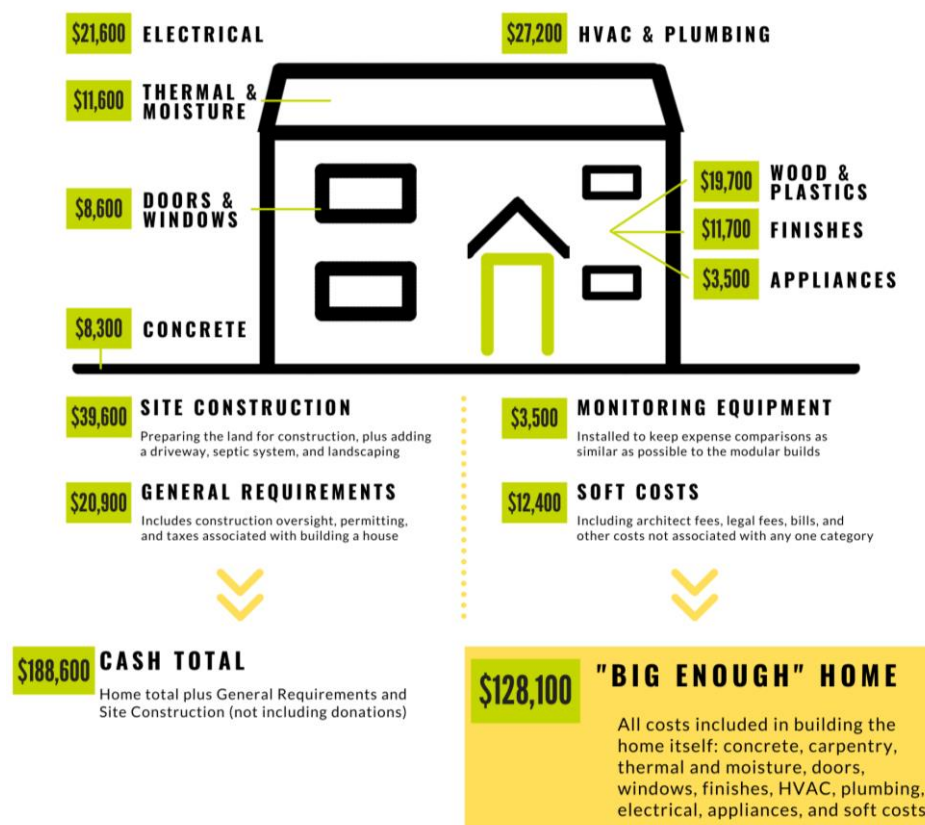 $21,600 ELECTRICAL
$27,200 HVAC & PLUMBING
$11,600 THERMAL &
MOISTURE
$8,600 DOORS &
WINDOWS
$19,700 WOOD &
PLASTICS
$11,700 FINISHES
$3,500 APPLIANCES
$8,300 CONCRETE
$39,600 SITE CONSTRUCTION
Preparing the land for construction, plus adding
a driveway, septic system, and landscaping
$20,900 GENERAL REQUIREMENTS
Includes construction oversight, permitting,
and taxes associated with building a house
$3,500 MONITORING EQUIPMENT
Installed to keep expense comparisons as
similar as possible to the modular builds
$12,400 SOFT COSTS
Including architect fees, legal fees, bills, and
other costs not associated with any one category
$188,600 CASH TOTAL
Home total plus General Requirements and
Site Construction (not including donations)
$128,100 "BIG ENOUGH" HOME
All costs included in building the
home itself: concrete, carpentry,
thermal and moisture, doors,
windows, finishes, HVAC, plumbing,
electrical, appliances, and soft costs